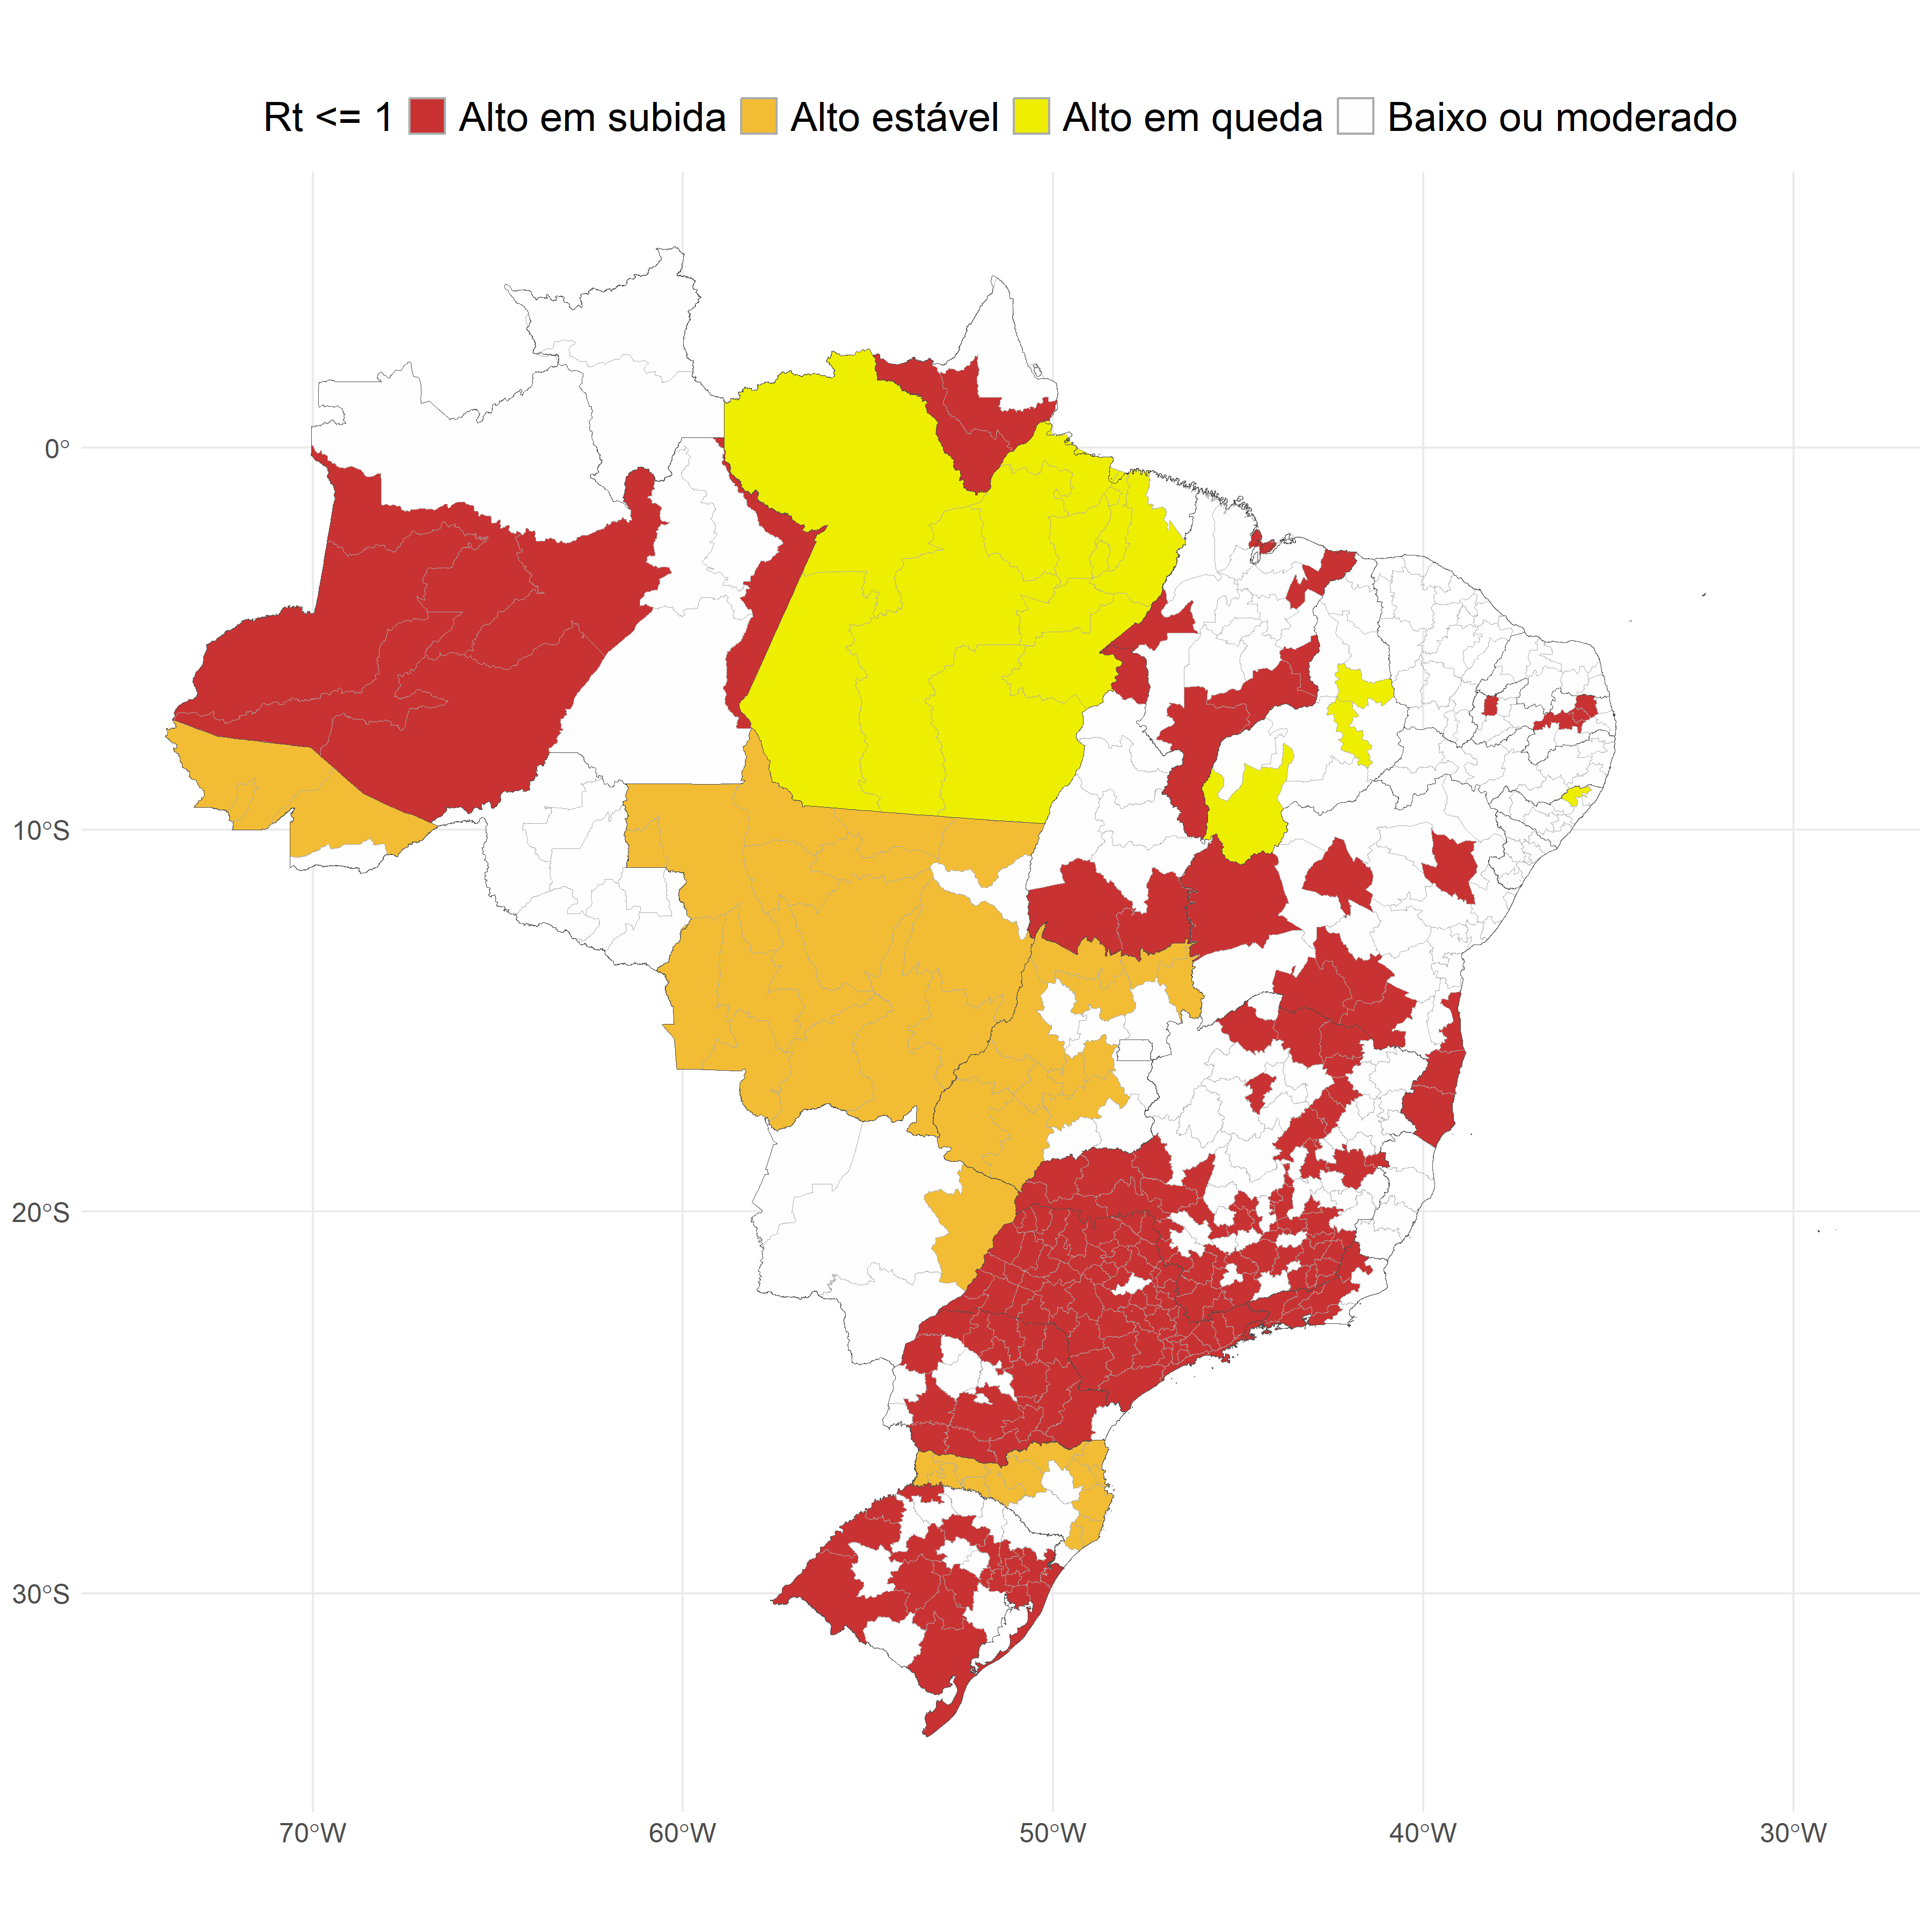 Rt <= 1 Alto em subida Alto estável Alto em queda Baixo ou moderado
0°
10°S
20°S
30°S
70°W 60°W 50°W 40°W 30°W